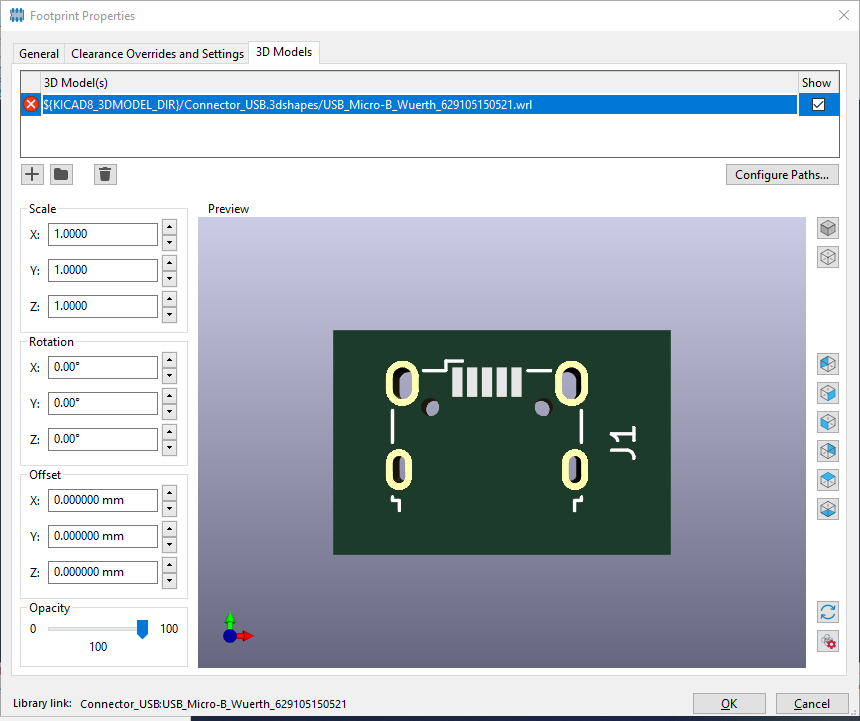 Footprint Properties
General
Clearance Overrides and Settings
3D Models
3D Model(s)
Show
${KICAD8_3DMODEL_DIR}/Connector_USB.3dshapes/USB_Micro-B_Wuerth_629105150521.wrl
Configure Paths...
Scale
X: 1.0000
Y: 1.0000
Z: 1.0000
Rotation
X: 0.00°
Y: 0.00°
Z: 0.00°
Offset
X: 0.000000 mm
Y: 0.000000 mm
Z: 0.000000 mm
Opacity
0
100
100
Preview
J1
Library link: Connector_USB:USB_Micro-B_Wuerth_629105150521
OK
Cancel